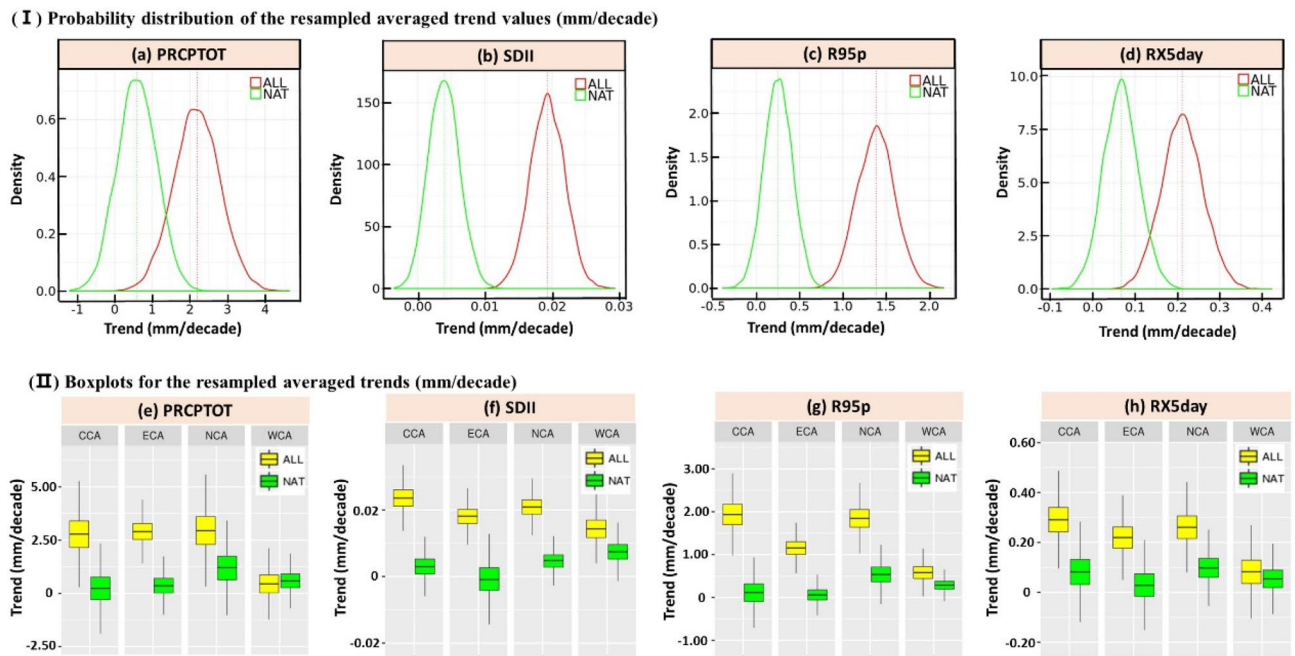 ( I ) Probability distribution of the resampled averaged trend values (mm/decade)
(a) PRCPTOT
(b) SDII
(c) R95p
(d) RX5day
ALL
NAT
ALL
NAT
ALL
NAT
ALL
NAT
Density
0.6
0.4
0.2
0.0
-1 0 1 2 3 4
Trend (mm/decade)
Density
150
100
50
0
0.00 0.01 0.02 0.03
Trend (mm/decade)
Density
2.0
1.5
1.0
0.5
0.0
-0.5 0.0 0.5 1.0 1.5 2.0
Trend (mm/decade)
Density
10.0
7.5
5.0
2.5
0.0
-0.1 0.0 0.1 0.2 0.3 0.4
Trend (mm/decade)
(II) Boxplots for the resampled averaged trends (mm/decade)
(e) PRCPTOT
CCA ECA NCA WCA
ALL
NAT
Trend (mm/decade)
5.00
2.50
0
-2.50
(f) SDII
CCA ECA NCA WCA
ALL
NAT
Trend (mm/decade)
0.02
0
-0.02
(g) R95p
CCA ECA NCA WCA
ALL
NAT
Trend (mm/decade)
3.00
2.00
1.00
0
-1.00
(h) RX5day
CCA ECA NCA WCA
ALL
NAT
Trend (mm/decade)
0.60
0.40
0.20
0
-0.20